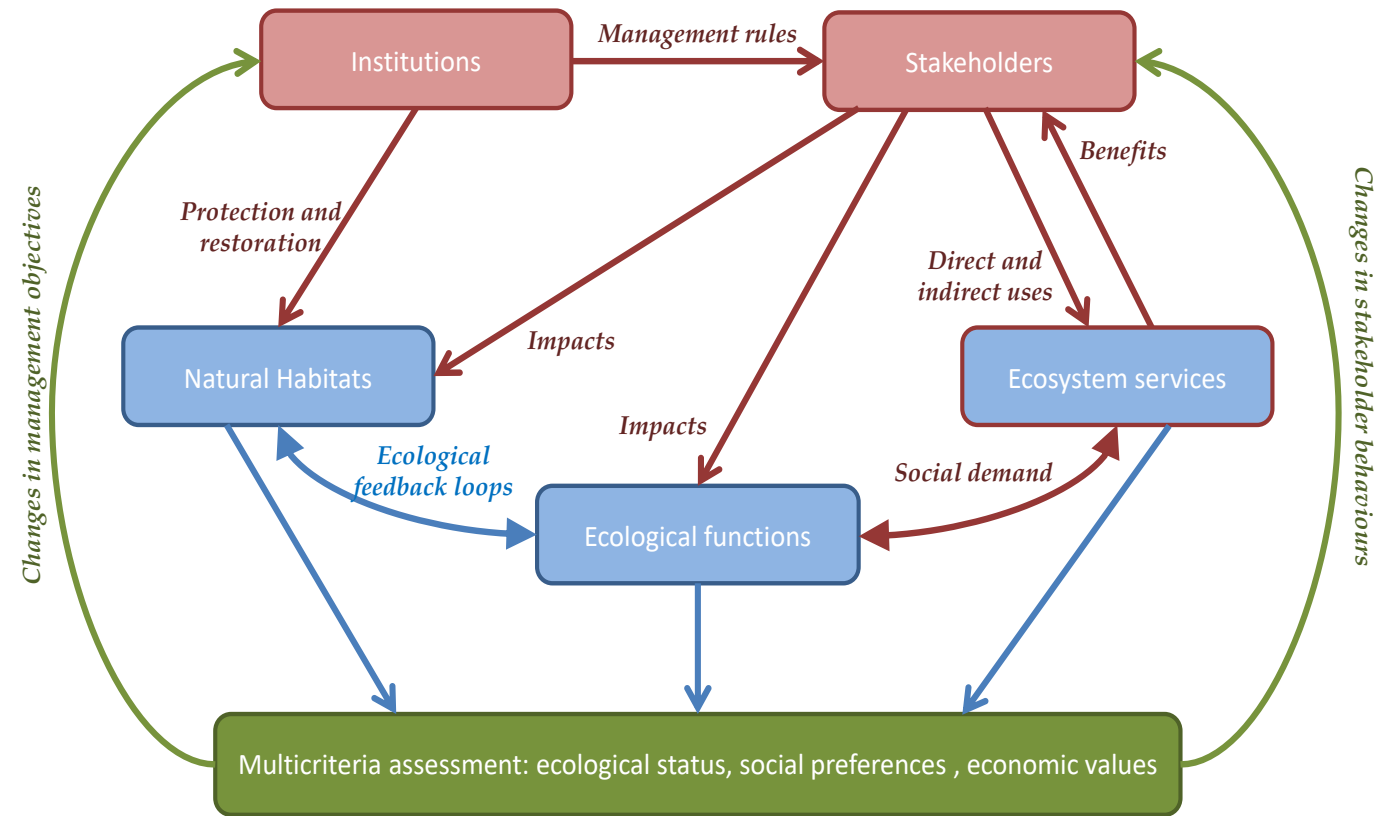 Institutions
Management rules
Stakeholders
Benefits
Protection and
restoration
Direct and
indirect uses
Changes in management objectives
Changes in stakeholder behaviours
Impacts
Natural Habitats
Ecosystem services
Impacts
Ecological
feedback loops
Social demand
Ecological functions
Multicriteria assessment: ecological status, social preferences , economic values